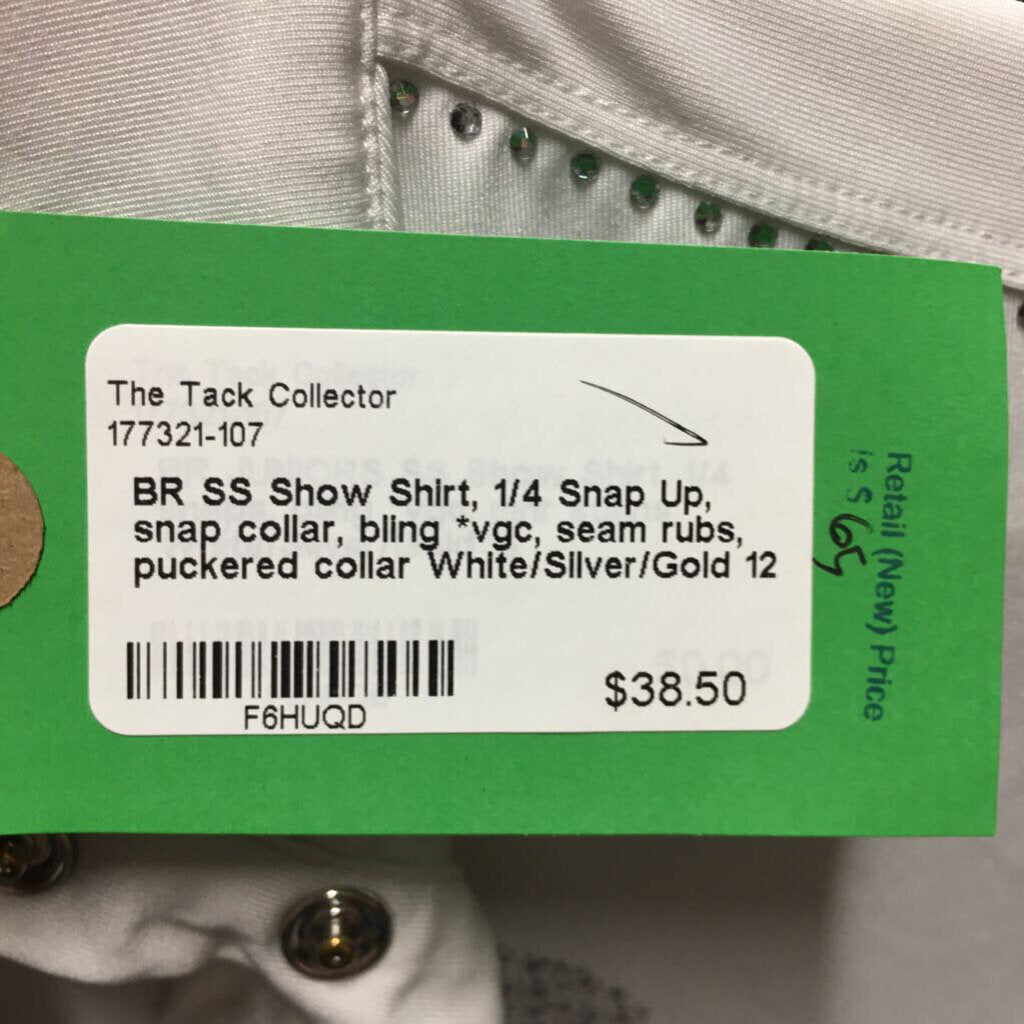 The Tack Collector
177321-107
BR SS Show Shirt, 1/4 Snap Up,
snap collar, bling *vgc, seam rubs,
puckered collar White/Silver/Gold 12
F6HUQD
$38.50
Retail (New) Price
is $ 65